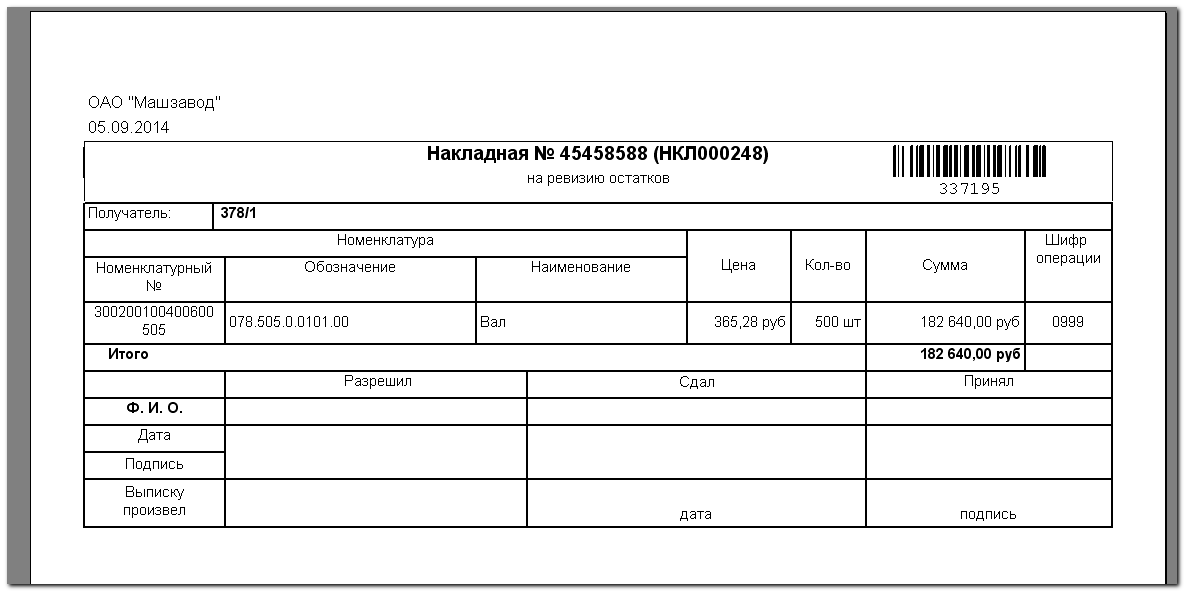 ОАО "Машзавод"
05.09.2014
Накладная № 45458588 (НКЛ000248)
на ревизию остатков
337195
Получатель: 378/1
Номенклатура
Цена Кол-во Сумма
Шифр
операции
Номенклатурный
№
Обозначение Наименование
300200100400600
505
078.505.0.0101.00 Вал 365,28 руб 500 шт 182 640,00 руб 0999
Итого 182 640,00 руб
Разрешил Сдал Принял
Ф. И. О.
Дата
Подпись
Выписку
произвел
дата подпись